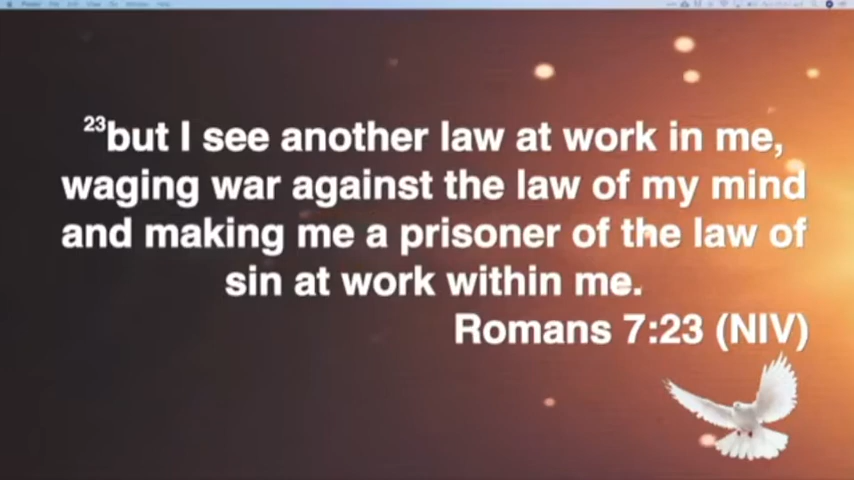 23but I see another law at work in me,
waging war against the law of my mind
and making me a prisoner of the law of
sin at work within me.
Romans 7:23 (NIV)